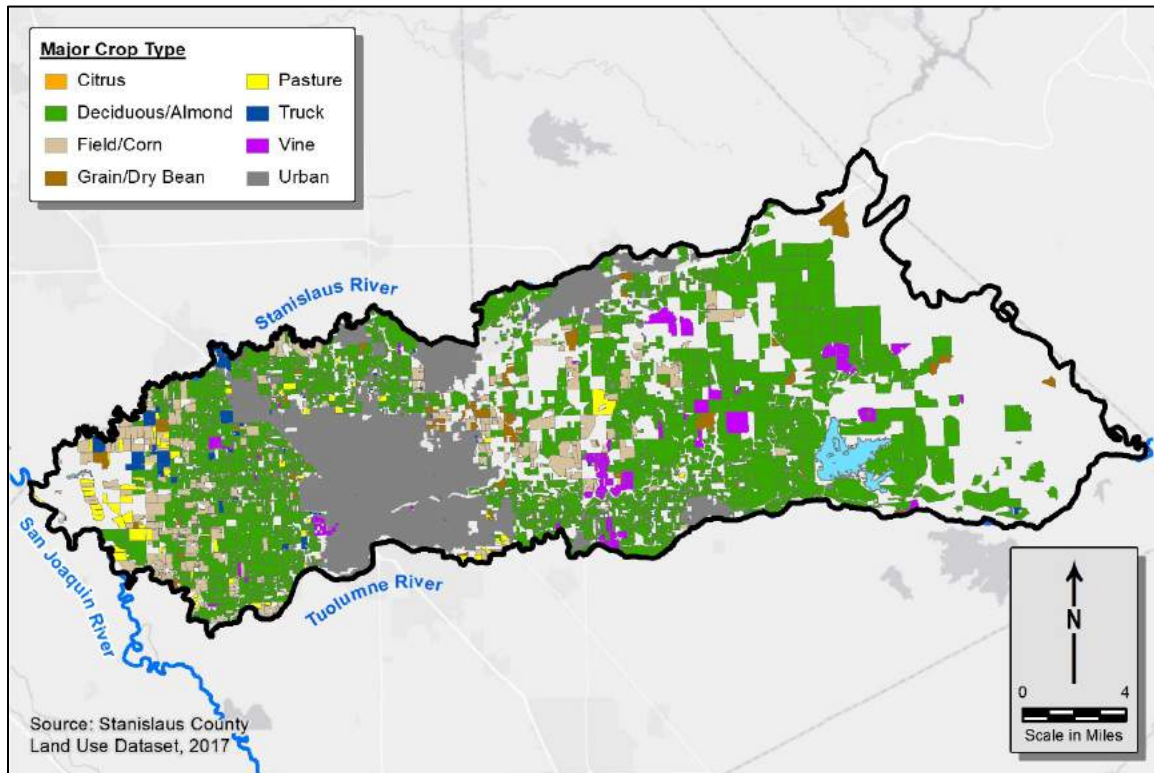 Major Crop Type
Citrus
Deciduous/Almond
Field/Corn
Grain/Dry Bean
Pasture
Truck
Vine
Urban
Stanislaus River
San Joaquin River
Tuolumne River
N
0 4
Scale in Miles
Source: Stanislaus County
Land Use Dataset, 2017